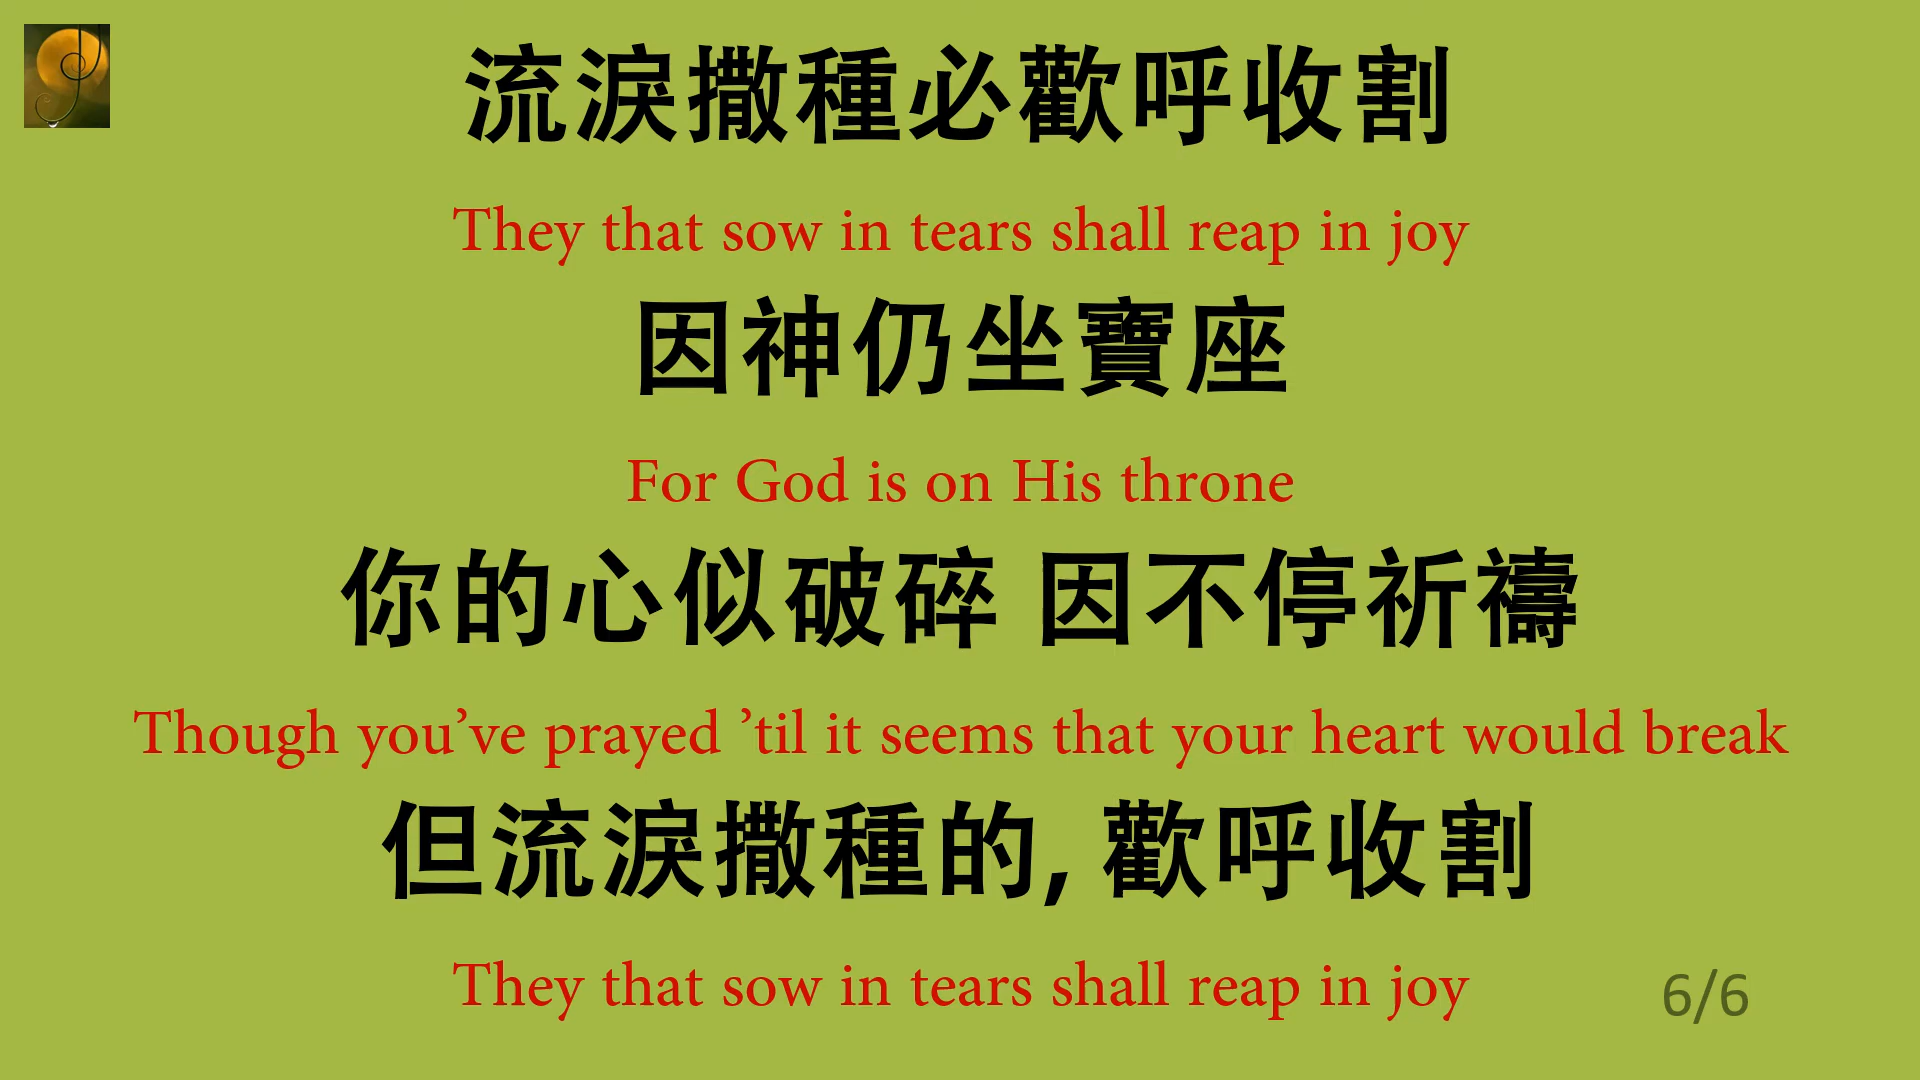 流淚撒種必歡呼收割
They that sow in tears shall reap in joy
因神仍坐寶座
For God is on His throne
你的心似破碎 因不停祈禱
Though you’ve prayed ’til it seems that your heart would break
但流淚撒種的, 歡呼收割
They that sow in tears shall reap in joy
6/6